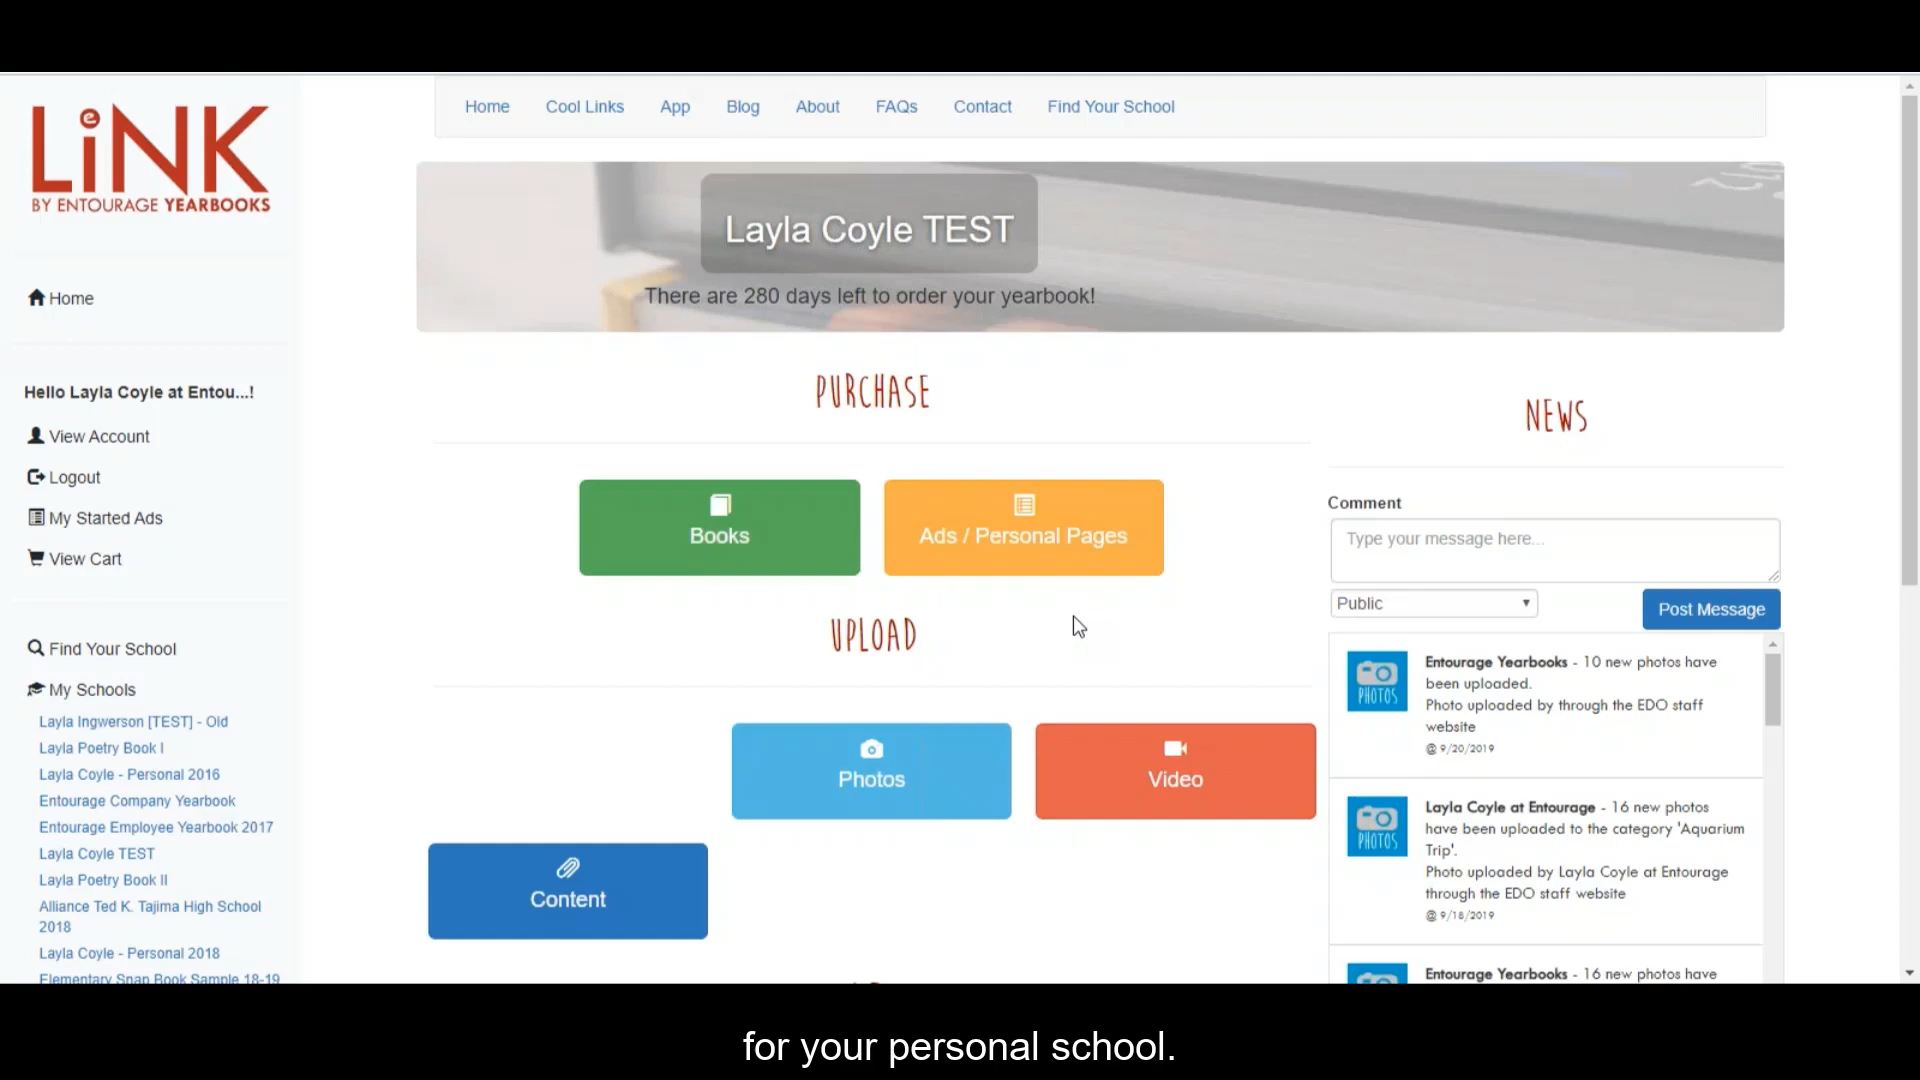 LiNK
e
BY ENTOURAGE YEARBOOKS
Home
Hello Layla Coyle at Entou...!
View Account
Logout
My Started Ads
View Cart
Find Your School
My Schools
Layla Ingwerson [TEST] - Old
Layla Poetry Book I
Layla Coyle - Personal 2016
Entourage Company Yearbook
Entourage Employee Yearbook 2017
Layla Coyle TEST
Layla Poetry Book II
Alliance Ted K. Tajima High School
2018
Layla Coyle - Personal 2018
Elementary Snap Book Sample 18-19
Home Cool Links App Blog About FAQs Contact Find Your School
Layla Coyle TEST
There are 280 days left to order your yearbook!
PURCHASE
Books
Ads / Personal Pages
UPLOAD
Photos
Video
Content
NEWS
Comment
Type your message here...
Public
Post Message
PHOTOS
Entourage Yearbooks - 10 new photos have
been uploaded.
Photo uploaded by through the EDO staff
website
@ 9/20/2019
PHOTOS
Layla Coyle at Entourage - 16 new photos
have been uploaded to the category 'Aquarium
Trip'.
Photo uploaded by Layla Coyle at Entourage
through the EDO staff website
@ 9/18/2019
Entourage Yearbooks - 16 new photos have
for your personal school.